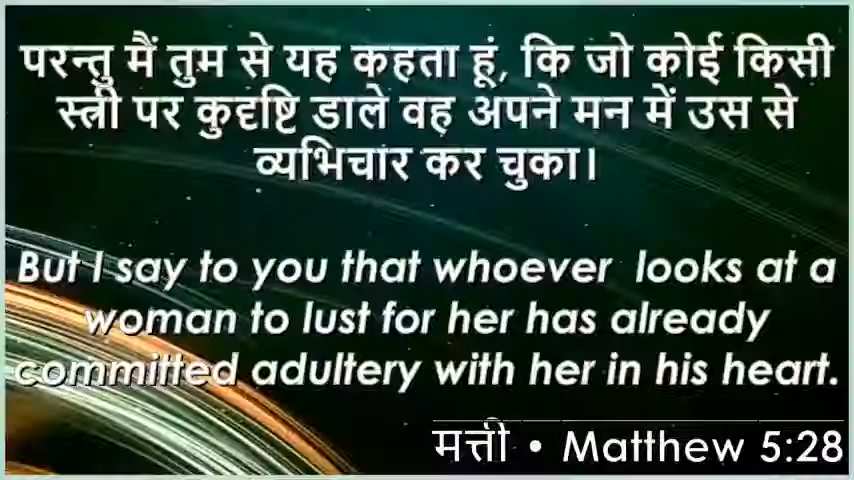 परन्तु मैं तुम से यह कहता हूं, कि जो कोई किसी
स्त्री पर कुदृष्टि डाले वह अपने मन में उस से
व्यभिचार कर चुका।
But I say to you that whoever looks at a
woman to lust for her has already
committed adultery with her in his heart.
मत्ती • Matthew 5:28